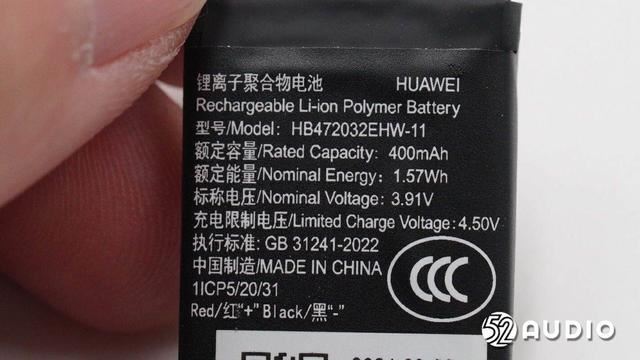 锂离子聚合物电池 HUAWEI
Rechargeable Li-ion Polymer Battery
型号/Model: HB472032EHW-11
额定容量/Rated Capacity: 400mAh
额定能量/Nominal Energy: 1.57Wh
标称电压/Nominal Voltage: 3.91V
充电限制电压/Limited Charge Voltage:4.50V
执行标准: GB 31241-2022
中国制造/MADE IN CHINA
CCC
1ICP5/20/31
Red/红"+" Black/黑"-"
52AUDIO